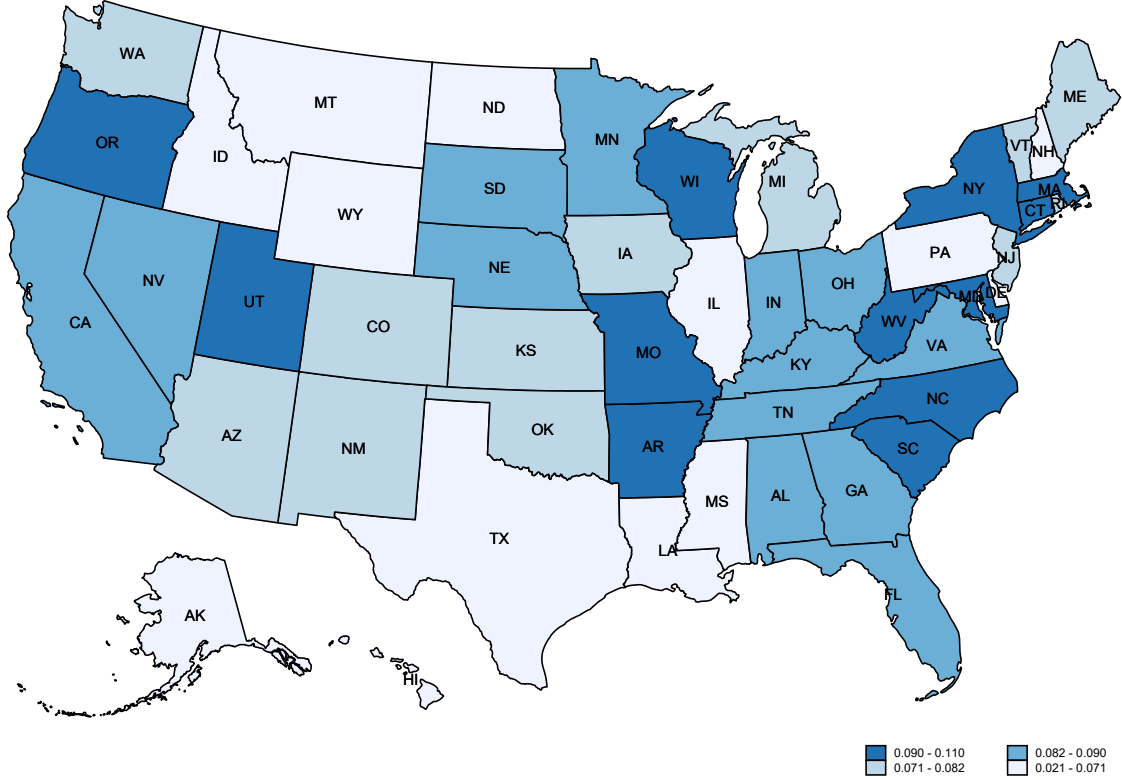 WA
MT
ND
MN
ME
OR
ID
VT
NH
WY
SD
WI
MI
NY
MA
CT
RI
NV
NE
IA
PA
NJ
CA
UT
CO
KS
IL
IN
OH
MD
DE
WV
MO
KY
VA
AZ
NM
OK
AR
TN
NC
SC
MS
AL
GA
TX
LA
FL
AK
HI
0.090 - 0.110
0.082 - 0.090
0.071 - 0.082
0.021 - 0.071